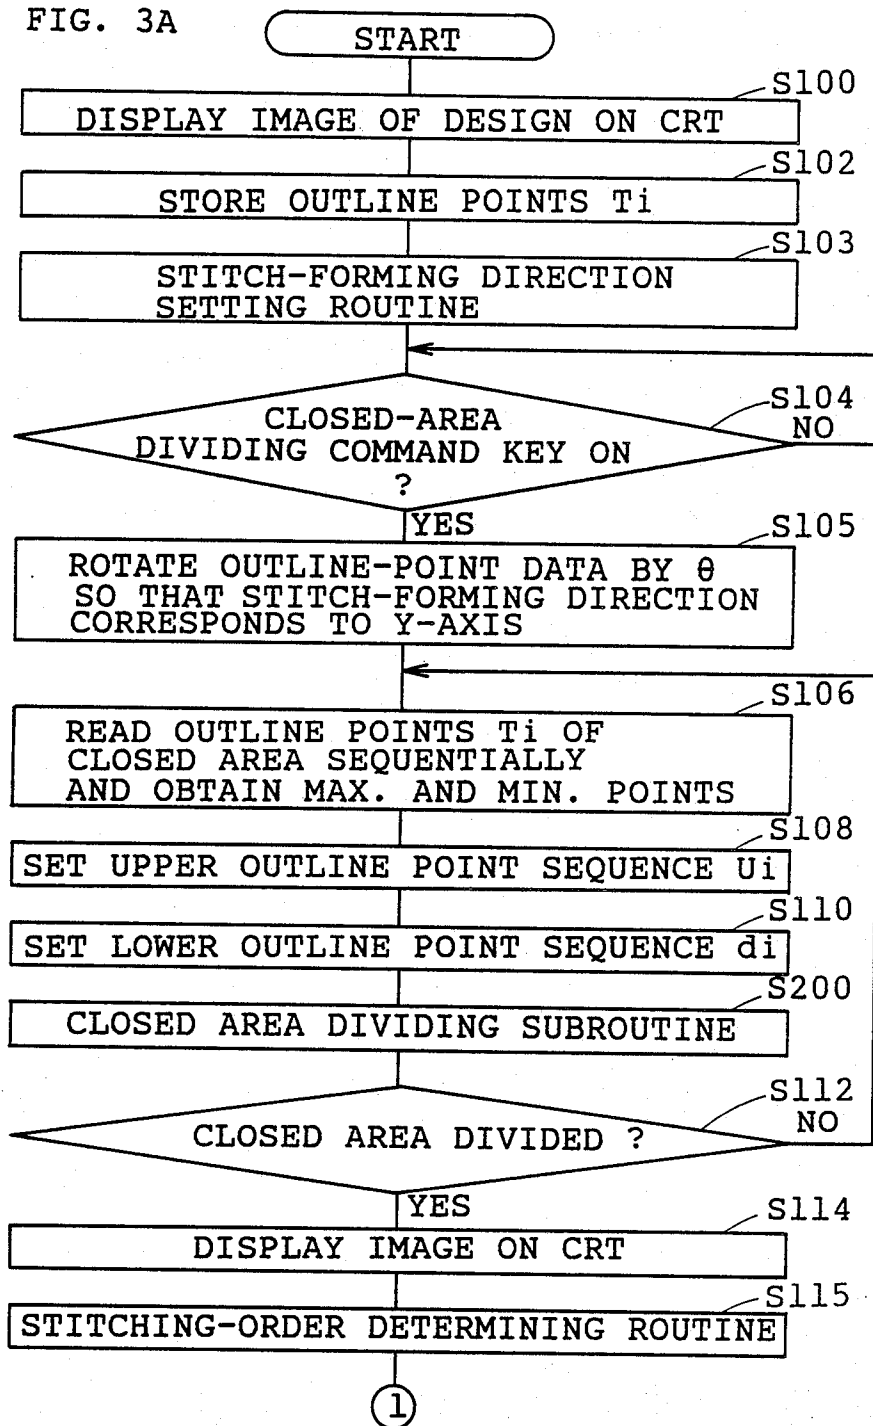 FIG. 3A
START
S100
DISPLAY IMAGE OF DESIGN ON CRT
S102
STORE OUTLINE POINTS Ti
S103
STITCH-FORMING DIRECTION
SETTING ROUTINE
S104
NO
CLOSED-AREA
DIVIDING COMMAND KEY ON
?
YES
S105
ROTATE OUTLINE-POINT DATA BY θ
SO THAT STITCH-FORMING DIRECTION
CORRESPONDS TO Y-AXIS
S106
READ OUTLINE POINTS Ti OF
CLOSED AREA SEQUENTIALLY
AND OBTAIN MAX. AND MIN. POINTS
S108
SET UPPER OUTLINE POINT SEQUENCE Ui
S110
SET LOWER OUTLINE POINT SEQUENCE di
S200
CLOSED AREA DIVIDING SUBROUTINE
S112
NO
CLOSED AREA DIVIDED ?
YES
S114
DISPLAY IMAGE ON CRT
S115
STITCHING-ORDER DETERMINING ROUTINE
1